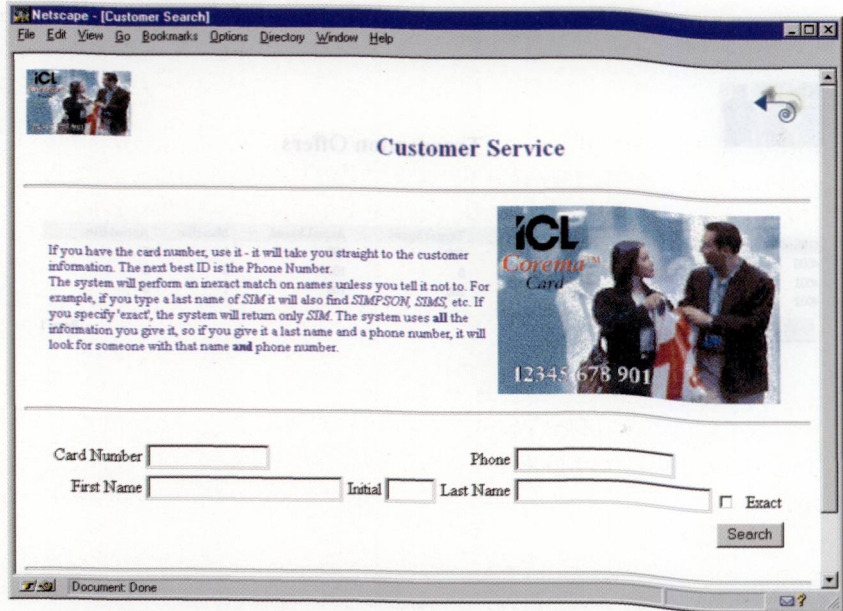 Netscape - [Customer Search]
File Edit View Go Bookmarks Options Directory Window Help
ICL
Corema
Customer Service
If you have the card number, use it - it will take you straight to the customer
information. The next best ID is the Phone Number.
The system will perform an inexact match on names unless you tell it not to. For
example, if you type a last name of SIM it will also find SIMPSON, SIMS, etc. If
you specify 'exact', the system will return only SIM. The system uses all the
information you give it, so if you give it a last name and a phone number, it will
look for someone with that name and phone number.
ICL
Corema™
Card
12345 678 901
Card Number Phone
First Name Initial Last Name Exact
Search
Document: Done